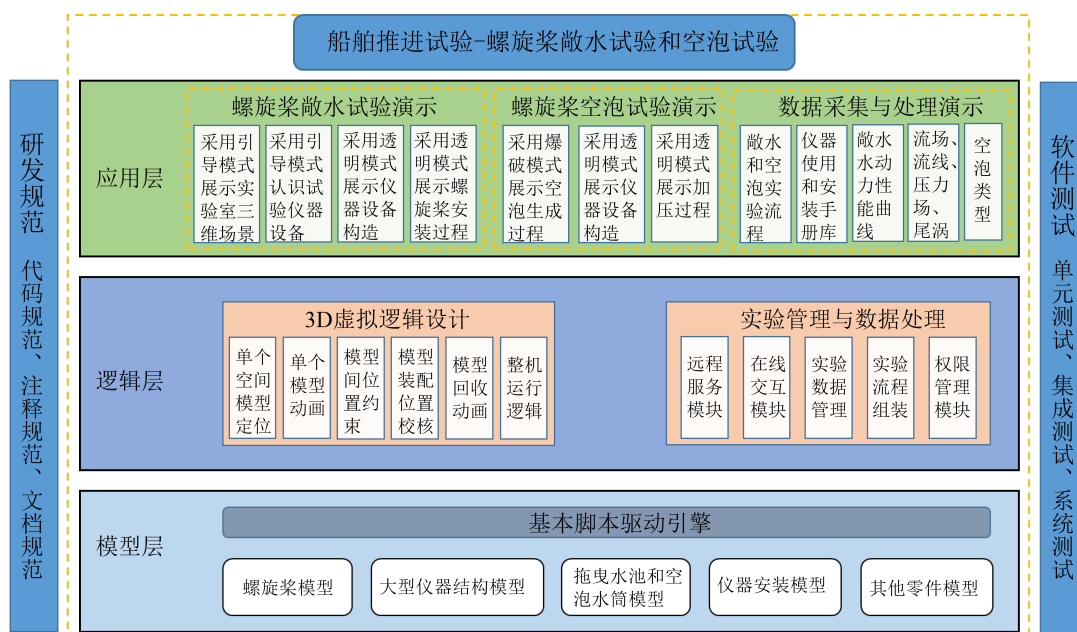 船舶推进试验-螺旋桨敞水试验和空泡试验
研发规范 代码规范、注释规范、文档规范
应用层
螺旋桨敞水试验演示
采用引
导模式
展示实
验室三
维场景
采用引
导模式
认识试
验仪器
设备
采用透
明模式
展示仪
器设备
构造
采用透
明模式
展示螺
旋桨安
装过程
螺旋桨空泡试验演示
采用爆
破模式
展示空
泡生成
过程
采用透
明模式
展示仪
器设备
构造
采用透
明模式
展示加
压过程
数据采集与处理演示
敞水
和空
泡实
验流
程
仪器
使用
和安
装手
册库
敞水
水动
力性
能曲
线
流场、
流线、
压力
场、
尾涡
空
泡
类
型
逻辑层
3D虚拟逻辑设计
单个
空间
模型
定位
单个
模型
动画
模型
间位
置约
束
模型
装配
位置
校核
模型
回收
动画
整机
运行
逻辑
实验管理与数据处理
远程
服务
模块
在线
交互
模块
实验
数据
管理
实验
流程
组装
权限
管理
模块
模型层
基本脚本驱动引擎
螺旋桨模型
大型仪器结构模型
拖曳水池和空
泡水筒模型
仪器安装模型
其他零件模型
软件测试 单元测试、集成测试、系统测试